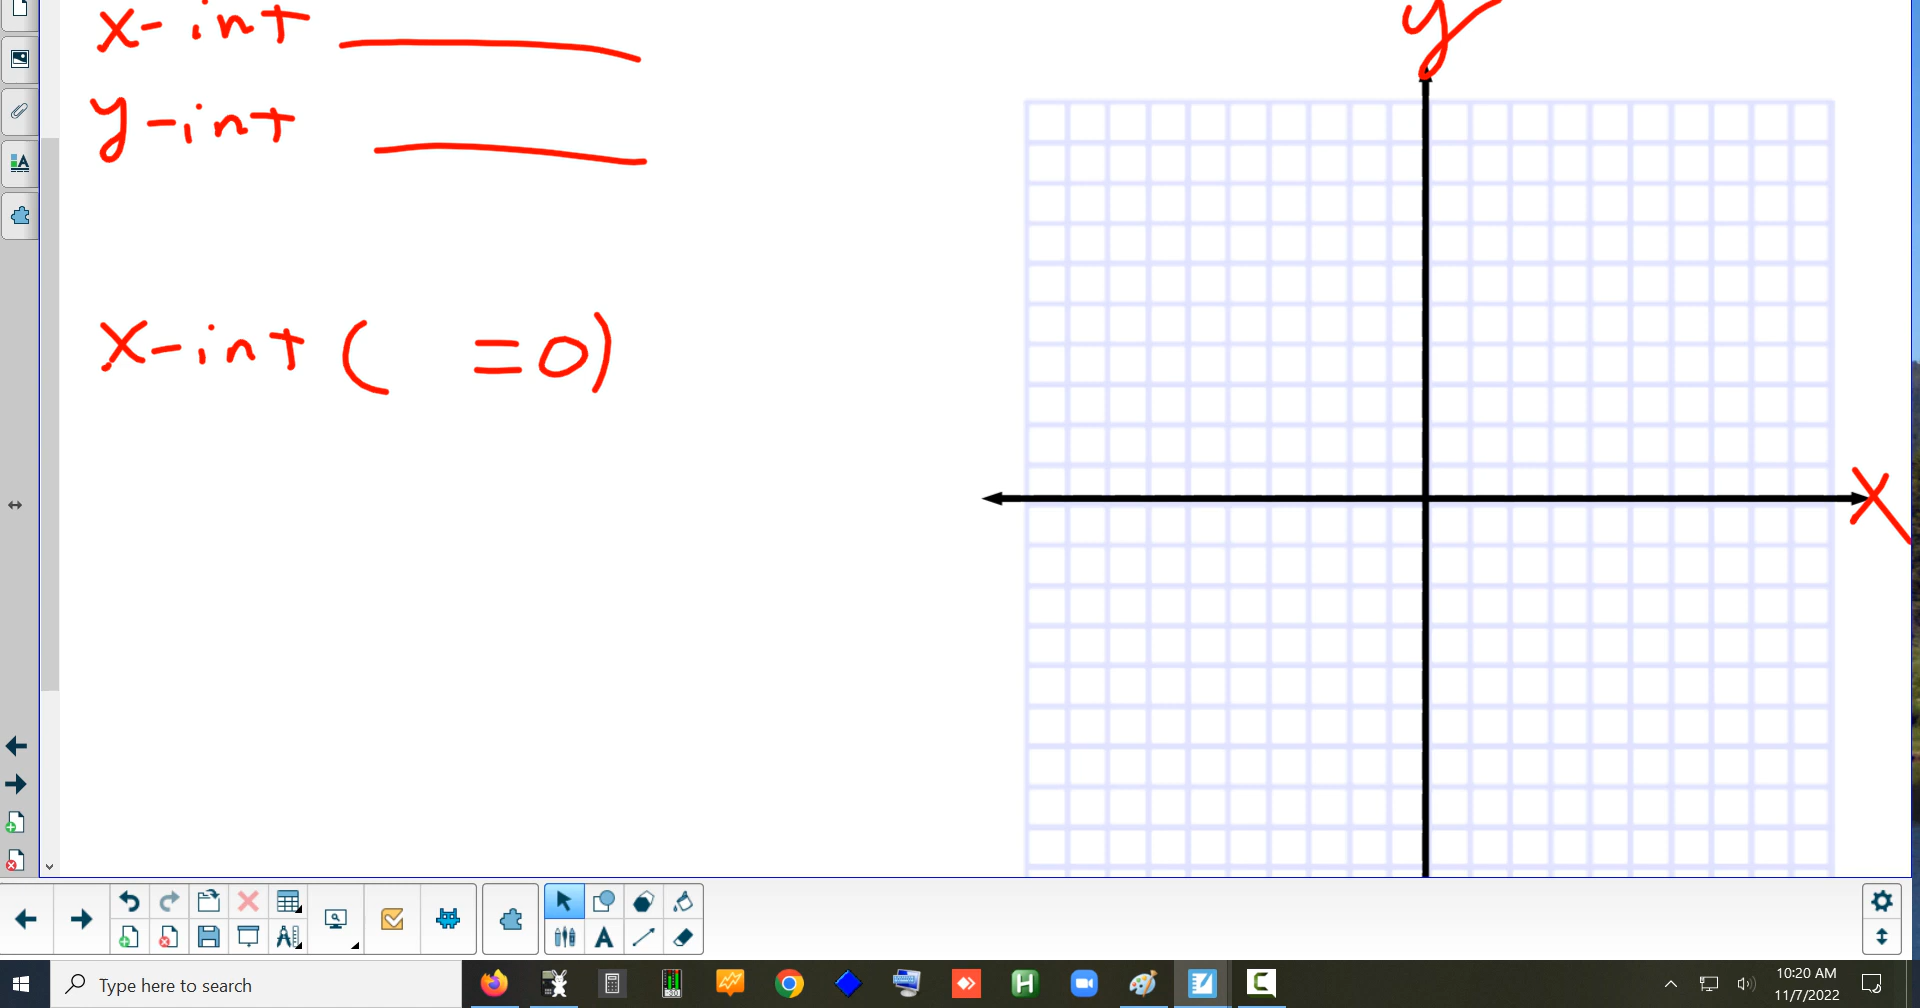 y
x-int
y-int
x-int ( =0)
x
Type here to search
10:20 AM
11/7/2022